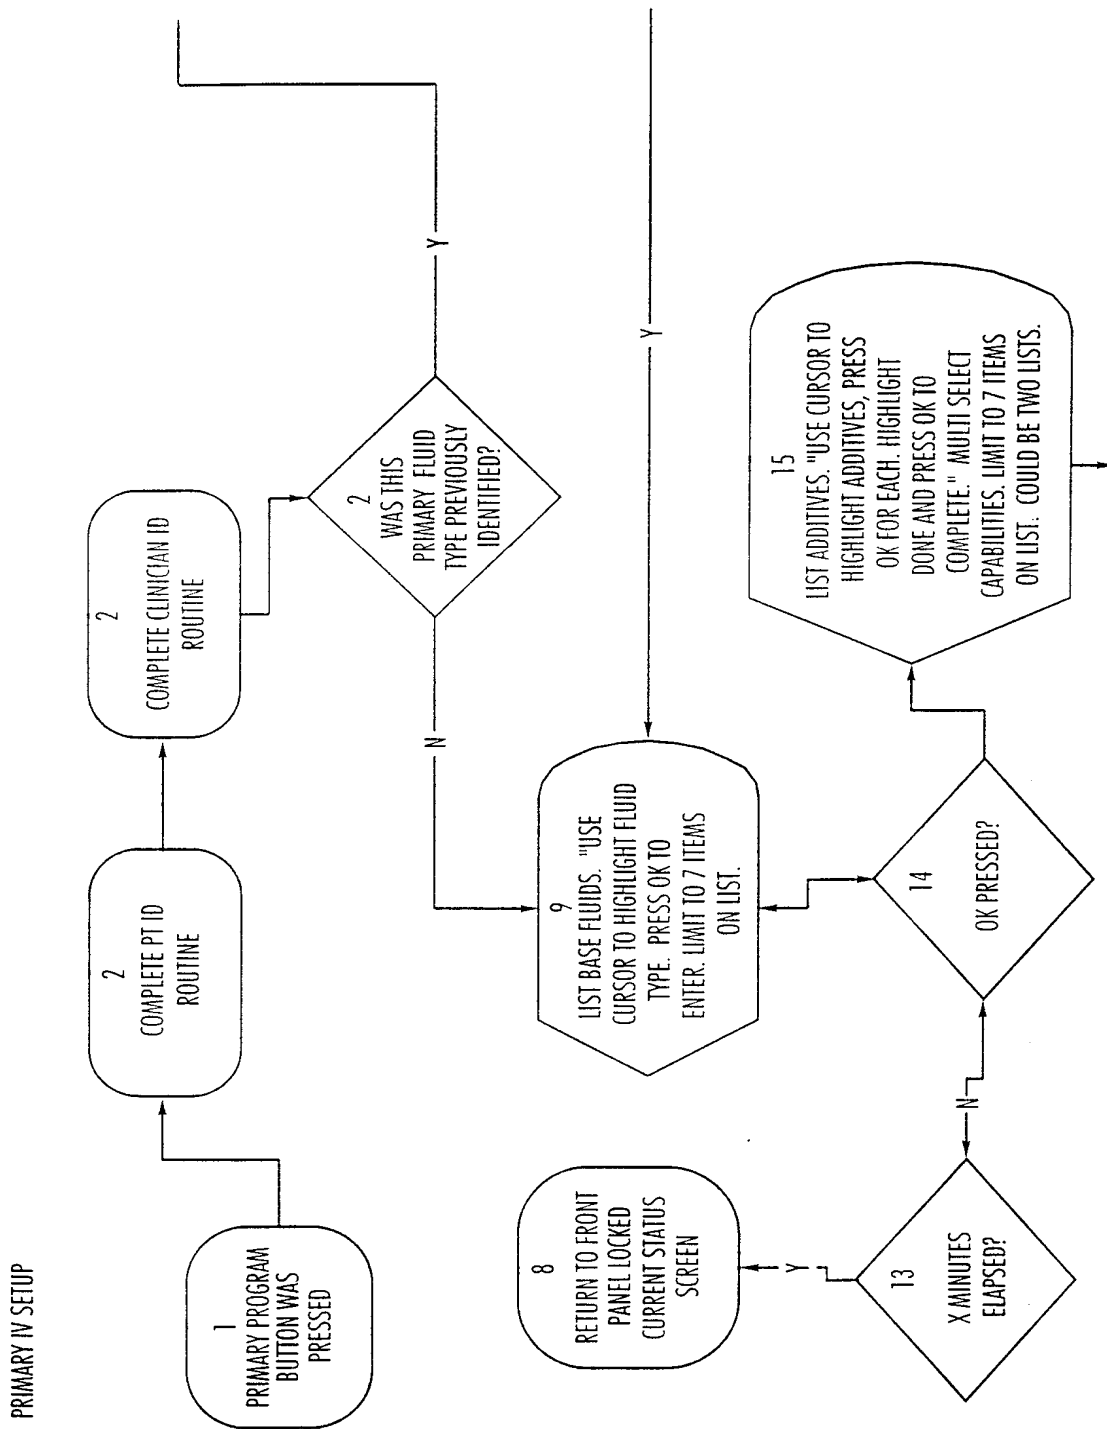 PRIMARY IV SETUP
1
PRIMARY PROGRAM
BUTTON WAS
PRESSED
2
COMPLETE PT ID
ROUTINE
2
COMPLETE CLINICIAN ID
ROUTINE
2
WAS THIS
PRIMARY FLUID
TYPE PREVIOUSLY
IDENTIFIED?
Y
N
Y
9
LIST BASE FLUIDS. "USE
CURSOR TO HIGHLIGHT FLUID
TYPE. PRESS OK TO
ENTER. LIMIT TO 7 ITEMS
ON LIST.
8
RETURN TO FRONT
PANEL LOCKED
CURRENT STATUS
SCREEN
Y
13
X MINUTES
ELAPSED?
N
14
OK PRESSED?
15
LIST ADDITIVES. "USE CURSOR TO
HIGHLIGHT ADDITIVES, PRESS
OK FOR EACH. HIGHLIGHT
DONE AND PRESS OK TO
COMPLETE." MULTI SELECT
CAPABILITIES. LIMIT TO 7 ITEMS
ON LIST. COULD BE TWO LISTS.